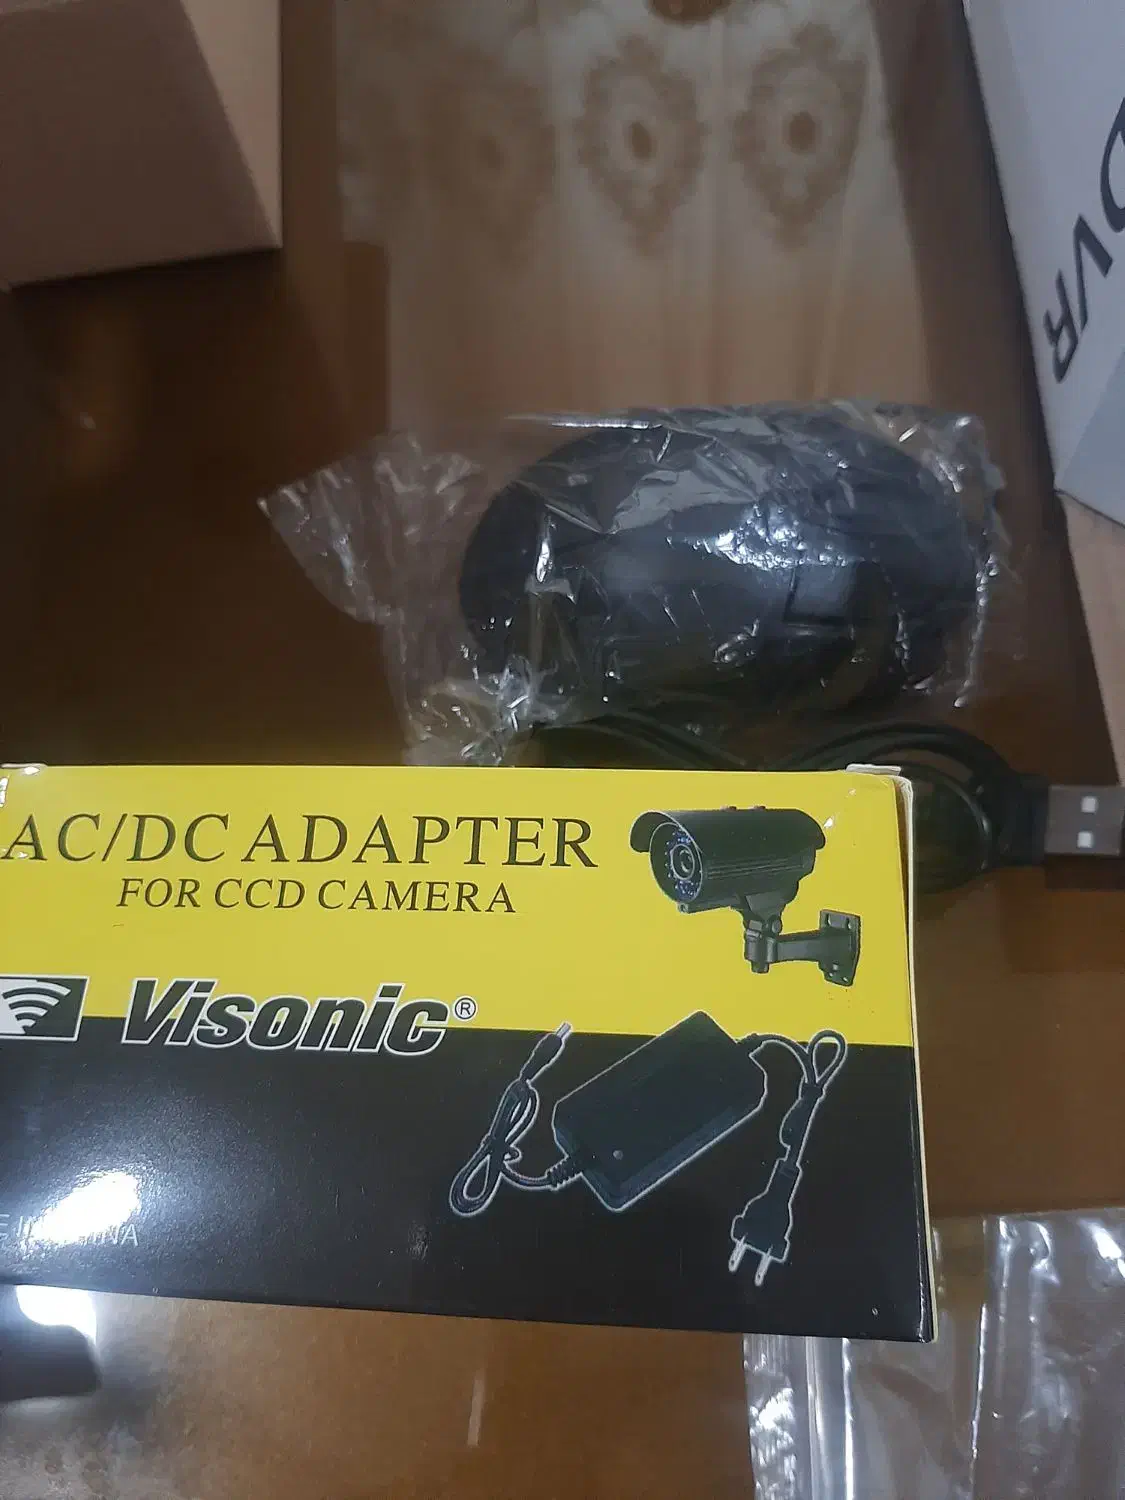 DVR
AC/DC ADAPTER
FOR CCD CAMERA
Visonic®